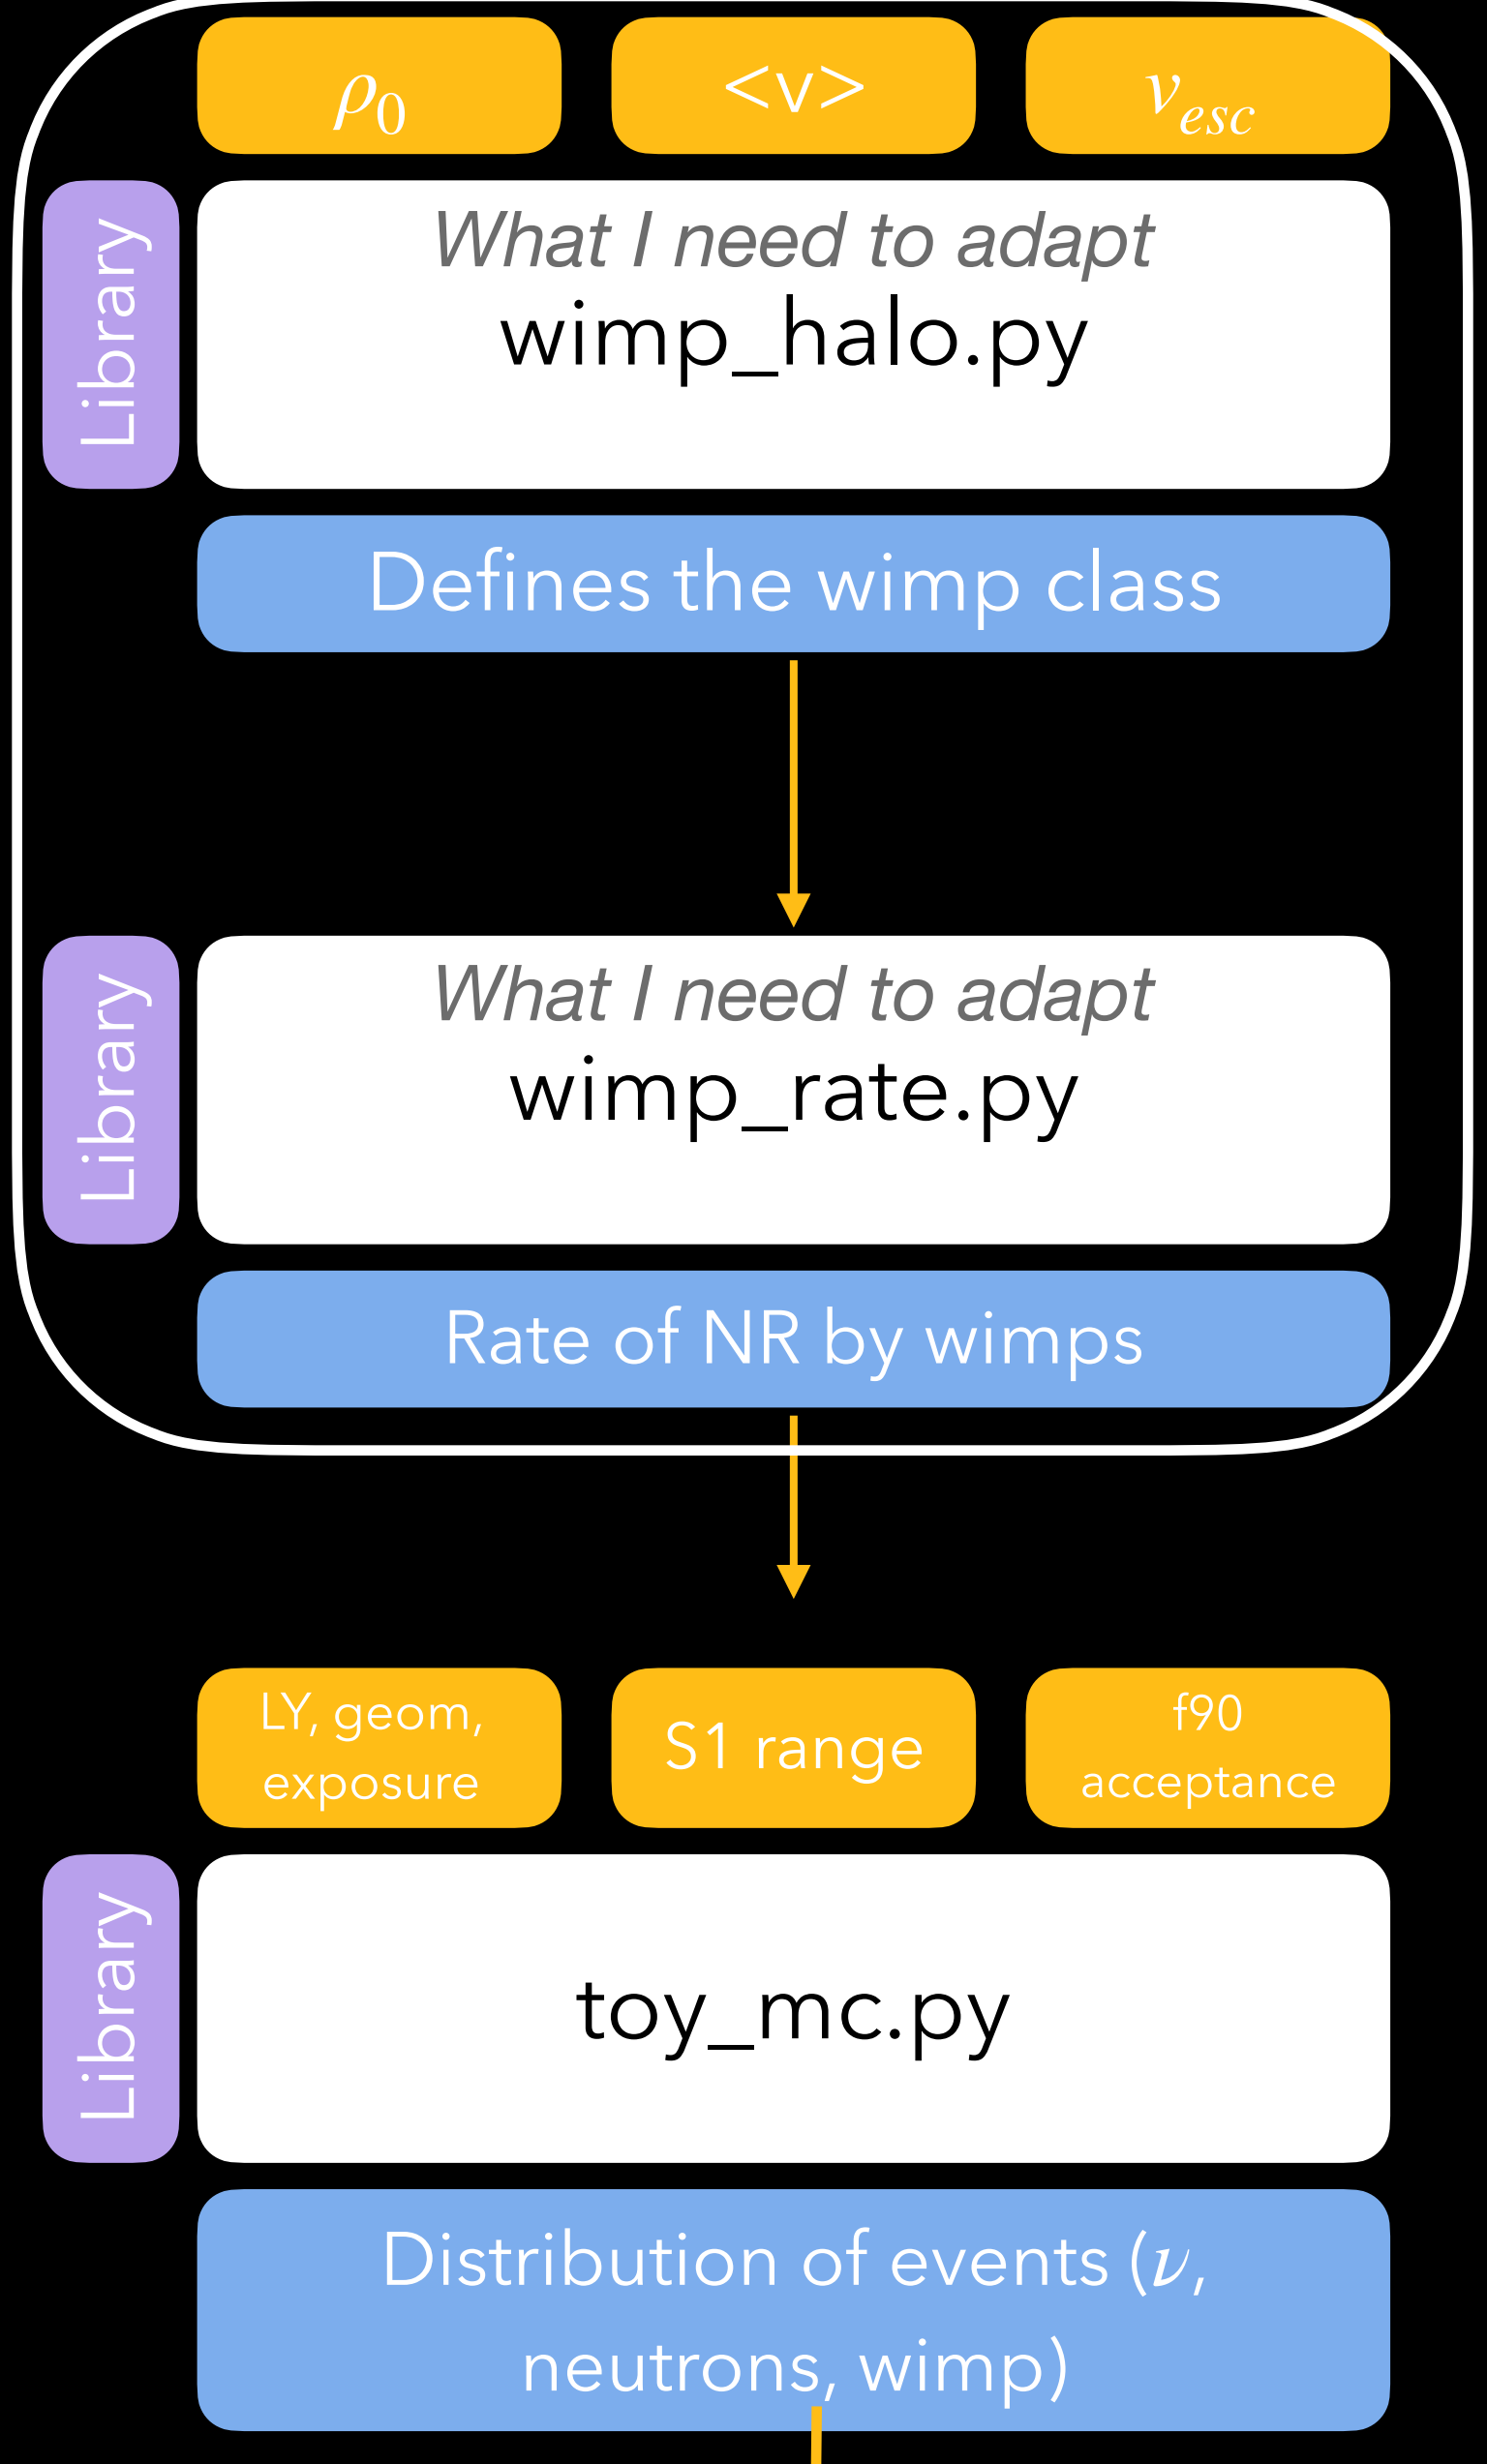 ρ0
<v>
vesc
Library
What I need to adapt
wimp_halo.py
Defines the wimp class
Library
What I need to adapt
wimp_rate.py
Rate of NR by wimps
LY, geom,
exposure
S1 range
f90
acceptance
Library
toy_mc.py
Distribution of events (ν,
neutrons, wimp)